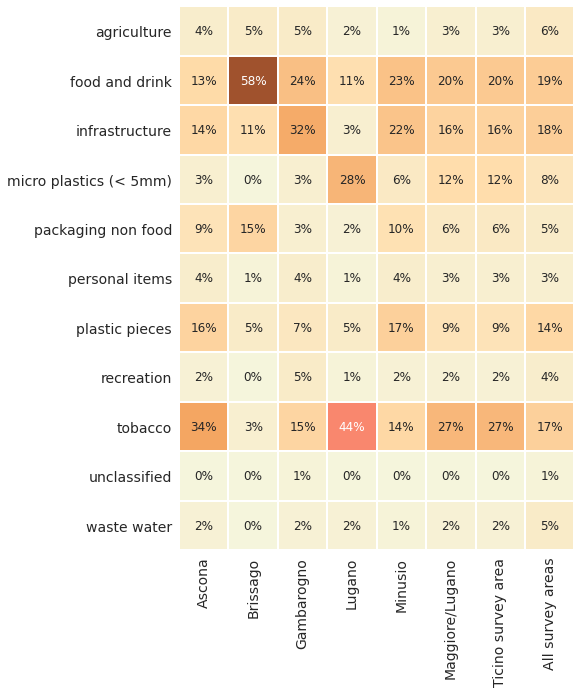 agriculture 4% 5% 5% 2% 1% 3% 3% 6%
food and drink 13% 58% 24% 11% 23% 20% 20% 19%
infrastructure 14% 11% 32% 3% 22% 16% 16% 18%
micro plastics (< 5mm) 3% 0% 3% 28% 6% 12% 12% 8%
packaging non food 9% 15% 3% 2% 10% 6% 6% 5%
personal items 4% 1% 4% 1% 4% 3% 3% 3%
plastic pieces 16% 5% 7% 5% 17% 9% 9% 14%
recreation 2% 0% 5% 1% 2% 2% 2% 4%
tobacco 34% 3% 15% 44% 14% 27% 27% 17%
unclassified 0% 0% 1% 0% 0% 0% 0% 1%
waste water 2% 0% 2% 2% 1% 2% 2% 5%
Ascona
Brissago
Gambarogno
Lugano
Minusio
Maggiore/Lugano
Ticino survey area
All survey areas